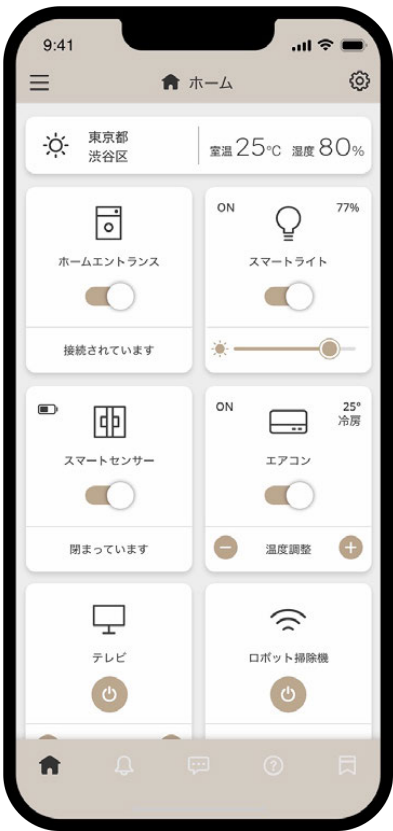 9:41
ホーム
東京都
渋谷区
室温 25℃ 湿度 80%
ホームエントランス
接続されています
ON 77%
スマートライト
スマートセンサー
閉まっています
ON 25°
冷房
エアコン
温度調整
テレビ
ロボット掃除機